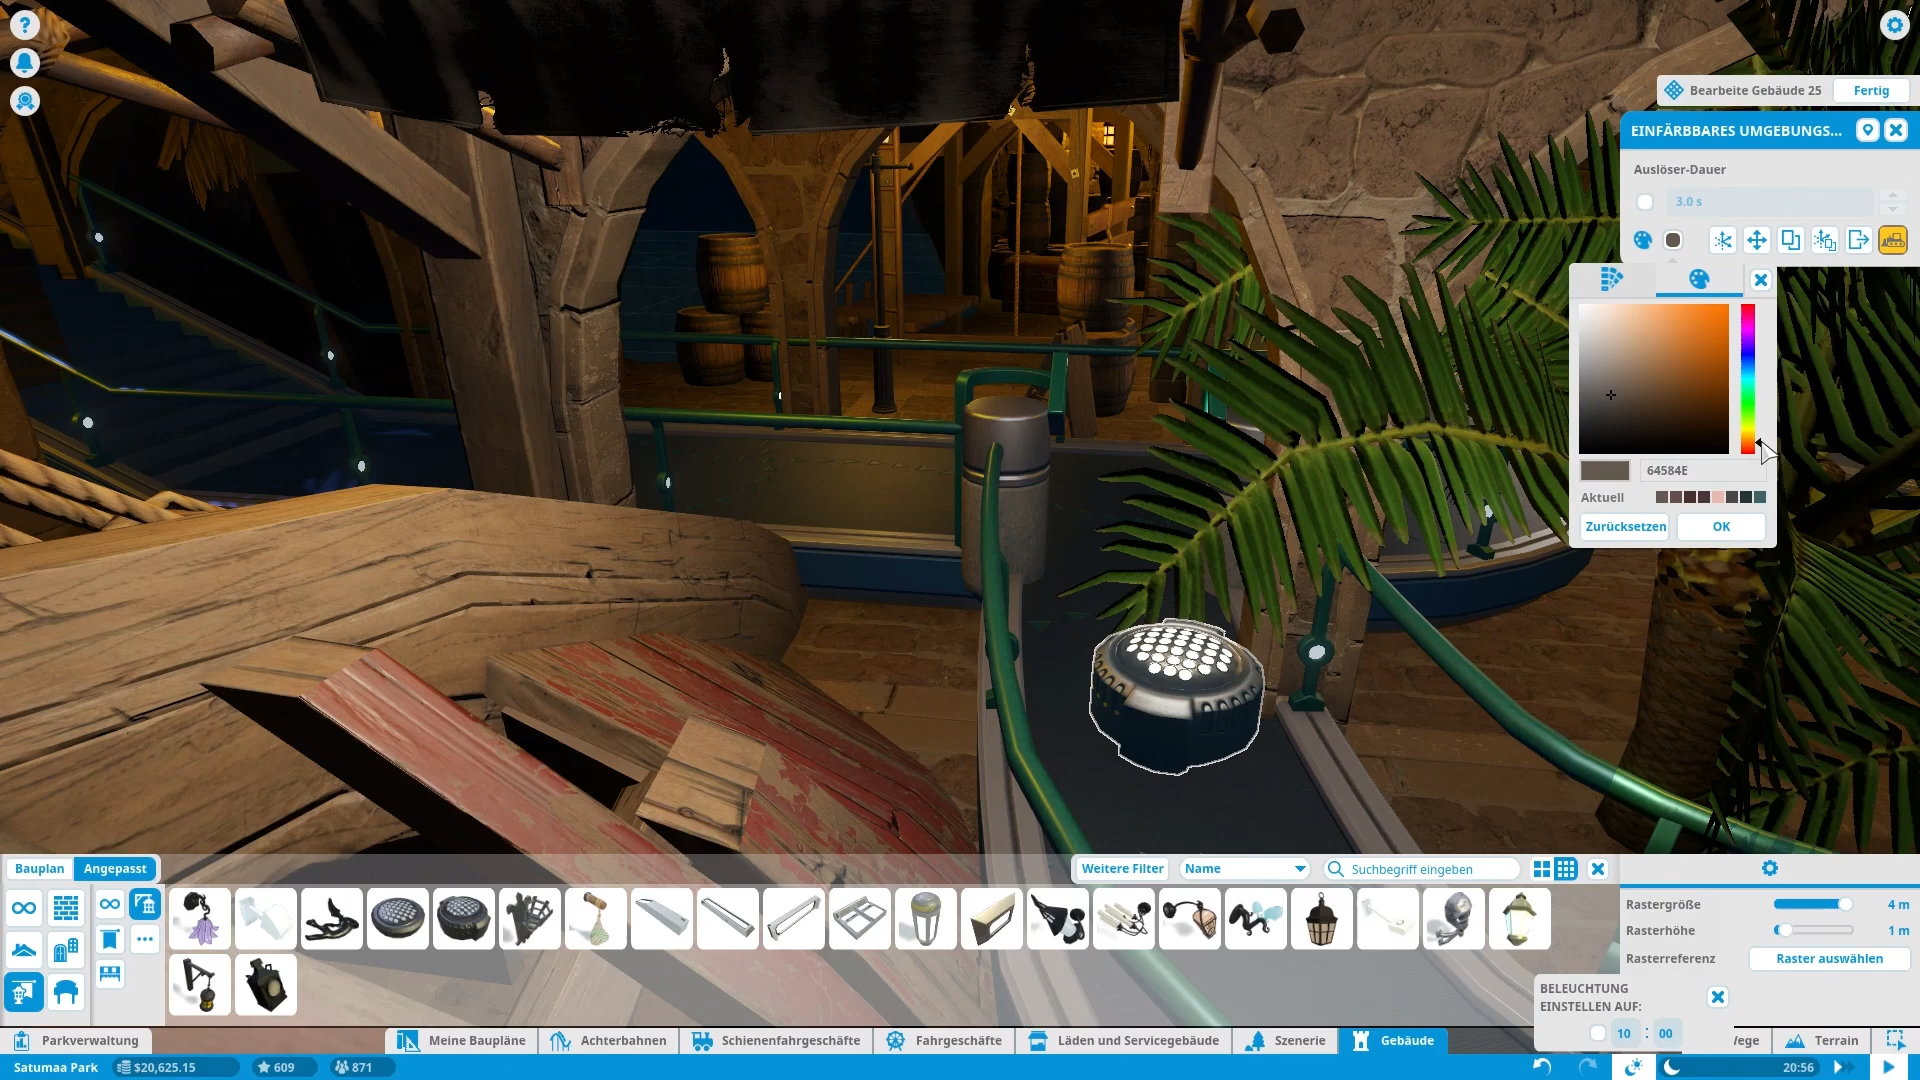 Bearbeite Gebäude 25
Fertig
EINFÄRBBARES UMGEBUNGS...
Auslöser-Dauer
3.0 s
64584E
Aktuell
Zurücksetzen
OK
Bauplan
Angepasst
Weitere Filter
Name
Suchbegriff eingeben
Rastergröße
4 m
Rasterhöhe
1 m
Rasterreferenz
Raster auswählen
BELEUCHTUNG
EINSTELLEN AUF:
10 : 00
Parkverwaltung
Meine Baupläne
Achterbahnen
Schienenfahrgeschäfte
Fahrgeschäfte
Läden und Servicegebäude
Szenerie
Gebäude
Terrain
Satumaa Park
$20,625.15
609
871
20:56